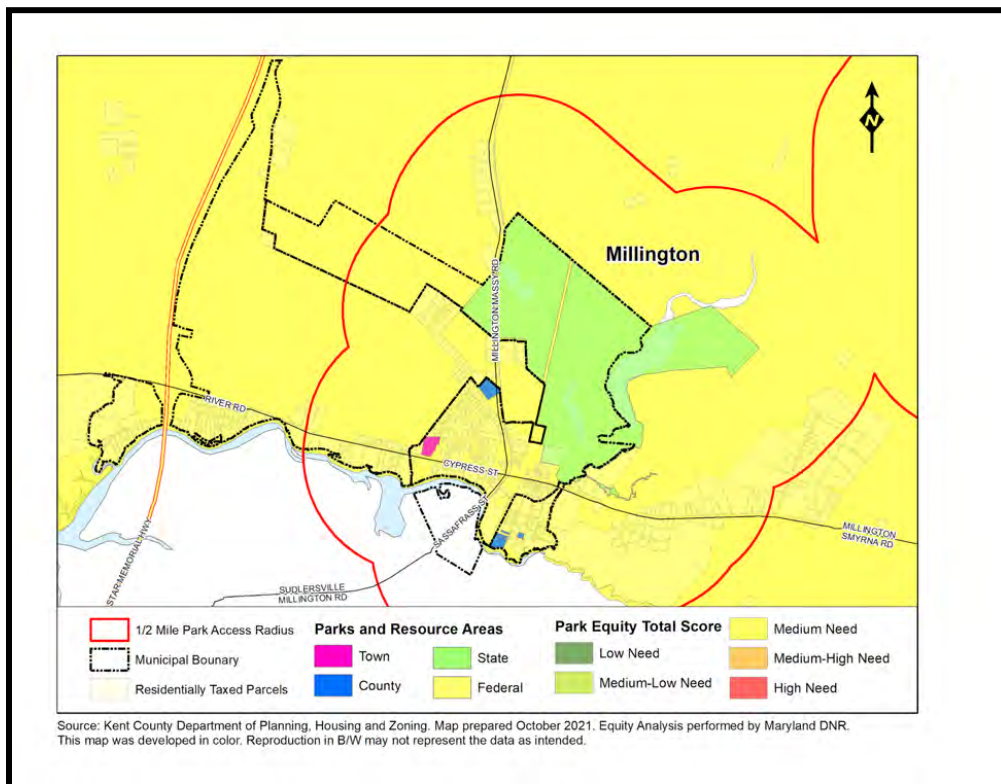 N
Millington
MILLINGTON MASSY RD
RIVER RD
CYPRESS ST
SASSAFRASS ST
STAR MEMORIAL HWY
SUDLERSVILLE
MILLINGTON RD
MILLINGTON
SMYRNA RD
1/2 Mile Park Access Radius
Municipal Bounary
Residentially Taxed Parcels
Parks and Resource Areas
Town
County
State
Federal
Park Equity Total Score
Low Need
Medium-Low Need
Medium Need
Medium-High Need
High Need
Source: Kent County Department of Planning, Housing and Zoning. Map prepared October 2021. Equity Analysis performed by Maryland DNR.
This map was developed in color. Reproduction in B/W may not represent the data as intended.